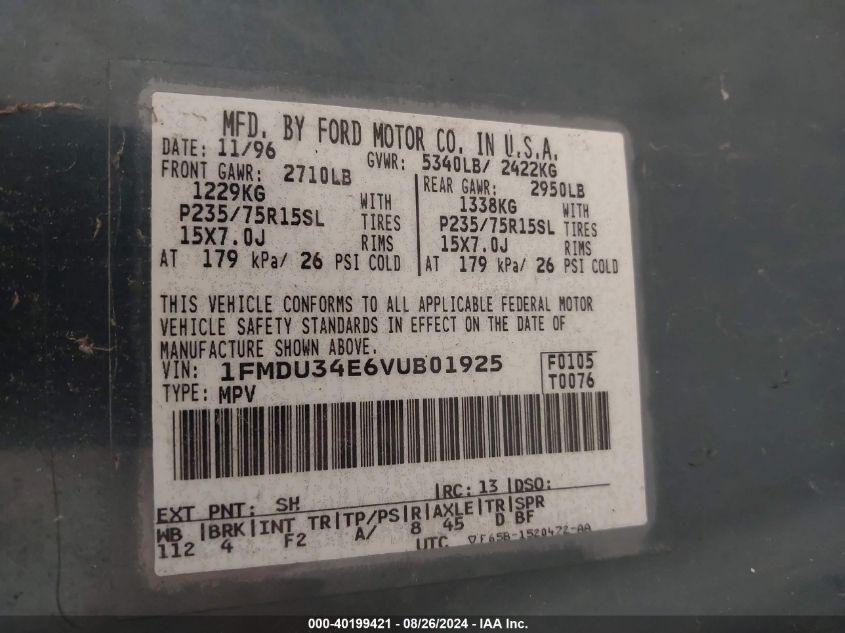 MFD. BY FORD MOTOR CO. IN U.S.A.
DATE: 11/96 GVWR: 5340LB/ 2422KG
FRONT GAWR: 2710LB REAR GAWR: 2950LB
1229KG WITH 1338KG WITH
P235/75R15SL TIRES P235/75R15SL TIRES
15X7.0J RIMS 15X7.0J RIMS
AT 179 kPa/ 26 PSI COLD AT 179 kPa/ 26 PSI COLD
THIS VEHICLE CONFORMS TO ALL APPLICABLE FEDERAL MOTOR
VEHICLE SAFETY STANDARDS IN EFFECT ON THE DATE OF
MANUFACTURE SHOWN ABOVE.
VIN: 1FMDU34E6VUB01925 F0105
TYPE: MPV T0076
EXT PNT: SH RC: 13 DSO:
WB BRK INT TR TP/PS R AXLE TR SPR
112 4 F2 A/ 8 45 D BF
UTC ▽F65B-1520472-AA
000-40199421 - 08/26/2024 - IAA Inc.